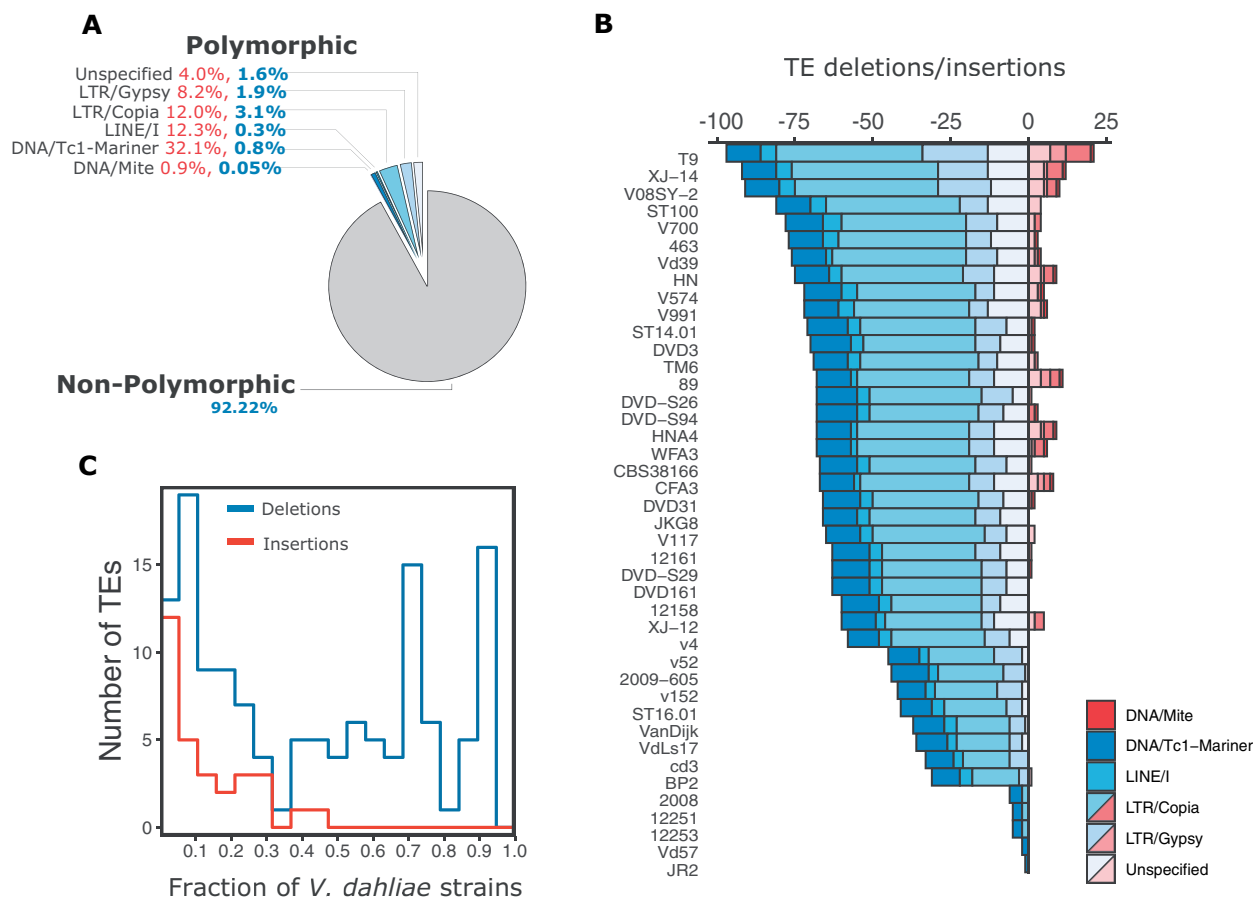 A
Polymorphic
Unspecified 4.0%, 1.6%
LTR/Gypsy 8.2%, 1.9%
LTR/Copia 12.0%, 3.1%
LINE/I 12.3%, 0.3%
DNA/Tc1-Mariner 32.1%, 0.8%
DNA/Mite 0.9%, 0.05%
Non-Polymorphic
92.22%
B
TE deletions/insertions
-100 -75 -50 -25 0 25
T9
XJ-14
V08SY-2
ST100
V700
463
Vd39
HN
V574
V991
ST14.01
DVD3
TM6
89
DVD-S26
DVD-S94
HNA4
WFA3
CBS38166
CFA3
DVD31
JKG8
V117
12161
DVD-S29
DVD161
12158
XJ-12
v4
v52
2009-605
v152
ST16.01
VanDijk
VdLs17
cd3
BP2
2008
12251
12253
Vd57
JR2
DNA/Mite
DNA/Tc1-Mariner
LINE/I
LTR/Copia
LTR/Gypsy
Unspecified
C
Deletions
Insertions
Number of TEs
15
10
5
0
0.1 0.2 0.3 0.4 0.5 0.6 0.7 0.8 0.9 1.0
Fraction of V. dahliae strains